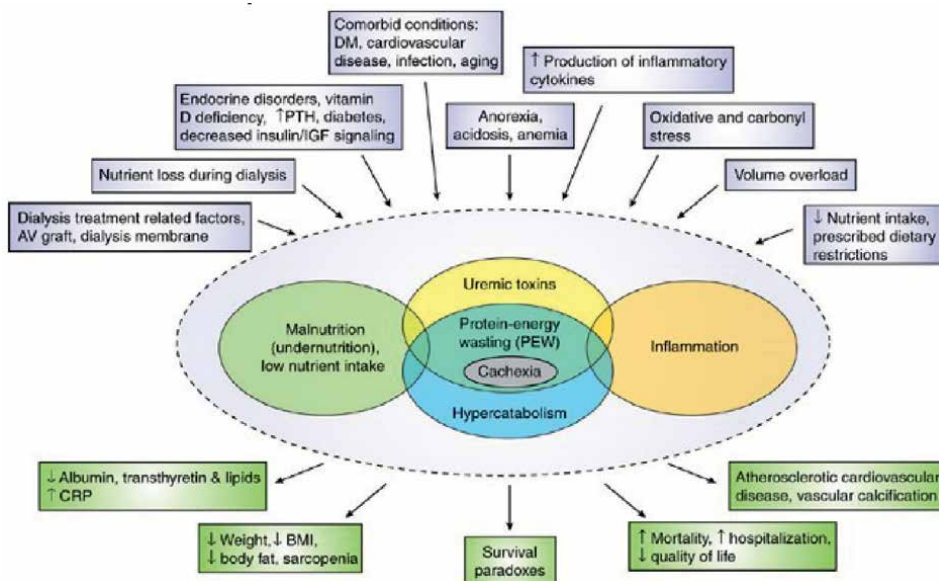 Comorbid conditions:
DM, cardiovascular
disease, infection, aging
↑ Production of inflammatory
cytokines
Endocrine disorders, vitamin
D deficiency, ↑PTH, diabetes,
decreased insulin/IGF signaling
Anorexia,
acidosis, anemia
Oxidative and carbonyl
stress
Nutrient loss during dialysis
Volume overload
Dialysis treatment related factors,
AV graft, dialysis membrane
↓ Nutrient intake,
prescribed dietary
restrictions
Uremic toxins
Malnutrition
(undernutrition),
low nutrient intake
Protein-energy
wasting (PEW)
Inflammation
Cachexia
Hypercatabolism
↓ Albumin, transthyretin & lipids
↑ CRP
Atherosclerotic cardiovascular
disease, vascular calcification
↓ Weight,↓ BMI,
↓ body fat, sarcopenia
Survival
paradoxes
↑ Mortality, ↑ hospitalization,
↓ quality of life